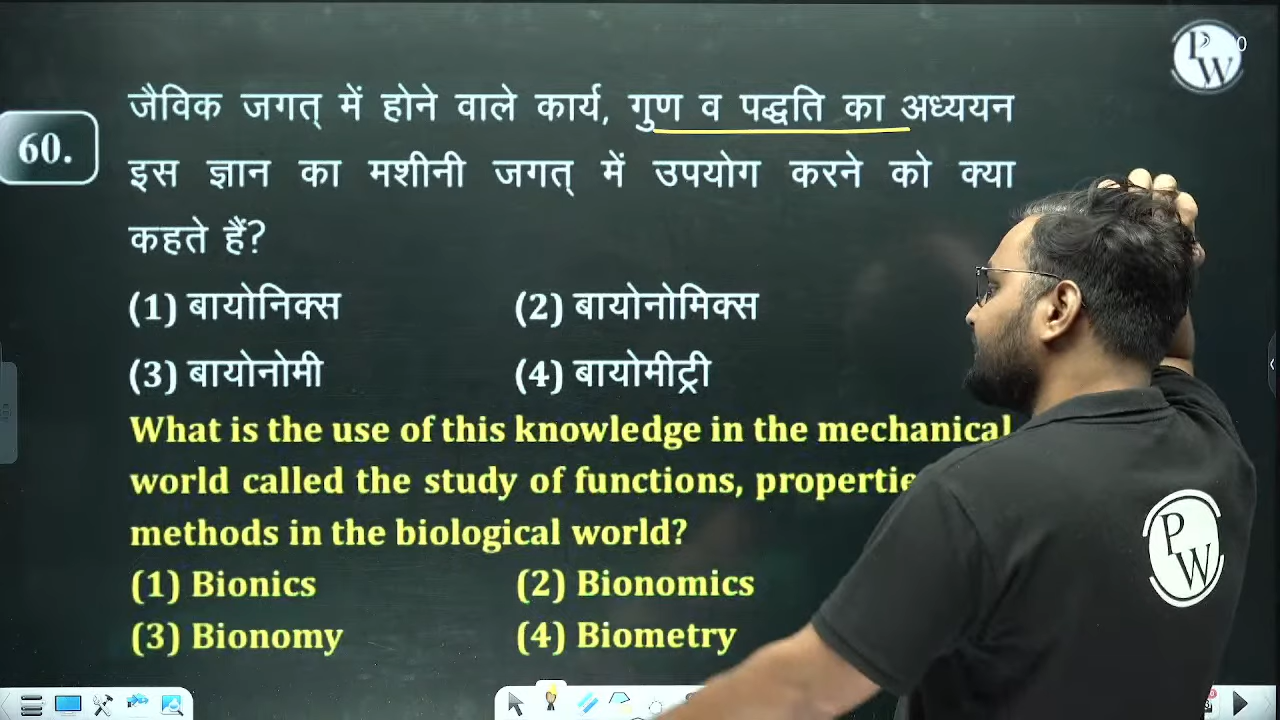 जैविक जगत् में होने वाले कार्य, गुण व पद्धति का अध्ययन
60.
इस ज्ञान का मशीनी जगत् में उपयोग करने को क्या
कहते हैं?
(1) बायोनिक्स (2) बायोनोमिक्स
(3) बायोनोमी (4) बायोमीट्री
What is the use of this knowledge in the mechanical
world called the study of functions, propertie
methods in the biological world?
(1) Bionics (2) Bionomics
(3) Bionomy (4) Biometry
PW
PW